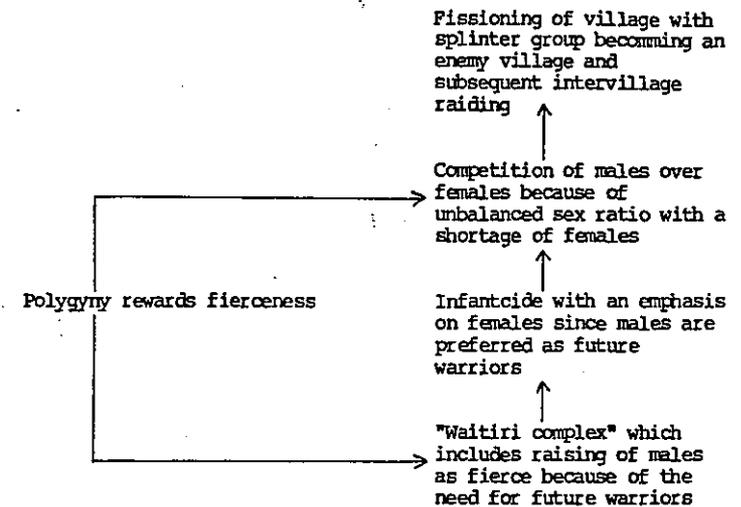 Fissioning of village with
splinter group becomming an
enemy village and
subsequent intervillage
raiding
Competition of males over
females because of
unbalanced sex ratio with a
shortage of females
Polygyny rewards fierceness
Infantcide with an emphasis
on females since males are
preferred as future
warriors
"Waitiri complex" which
includes raising of males
as fierce because of the
need for future warriors